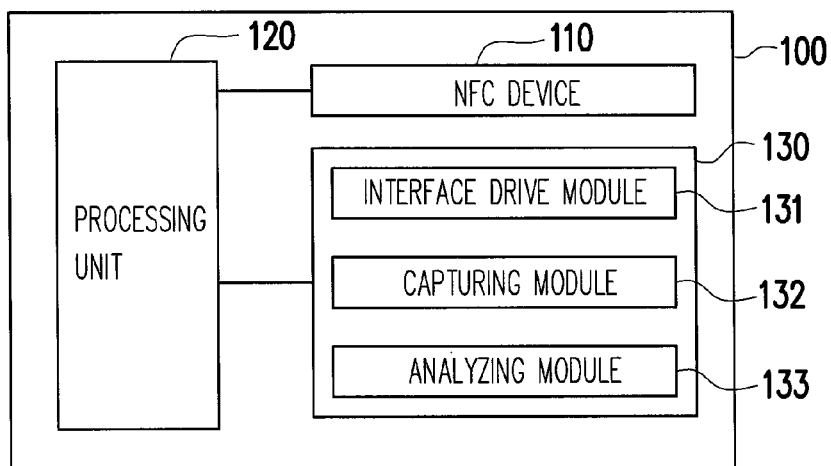 120
110
100
NFC DEVICE
130
INTERFACE DRIVE MODULE
131
PROCESSING
UNIT
CAPTURING MODULE
132
ANALYZING MODULE
133